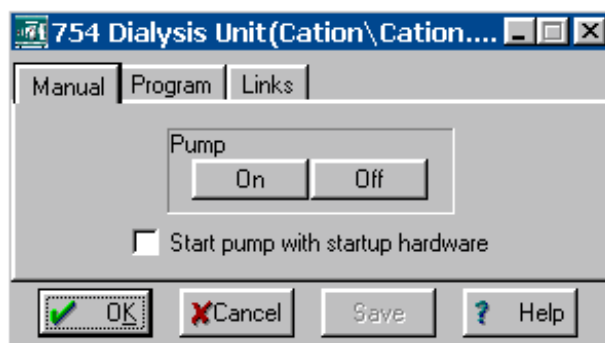 754 Dialysis Unit(Cation\Cation....
Manual Program Links
Pump
On Off
Start pump with startup hardware
OK Cancel Save ? Help